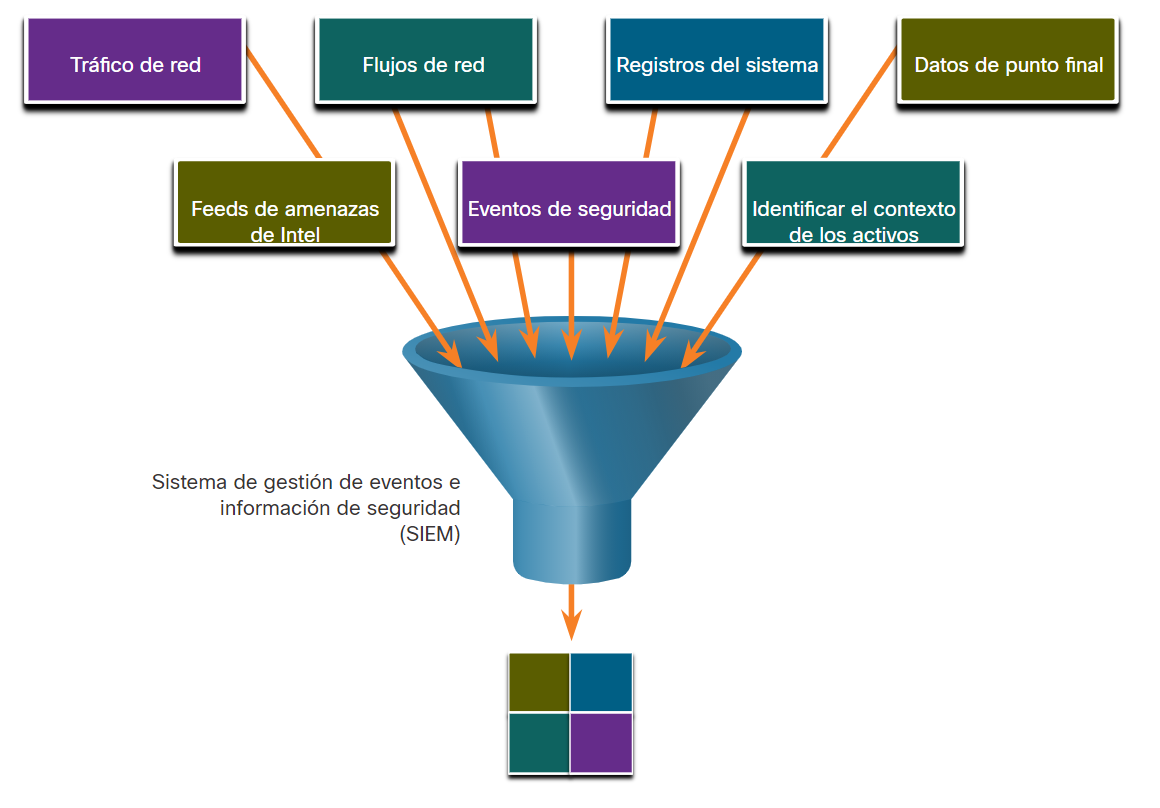 Tráfico de red
Flujos de red
Registros del sistema
Datos de punto final
Feeds de amenazas
de Intel
Eventos de seguridad
Identificar el contexto
de los activos
Sistema de gestión de eventos e
información de seguridad
(SIEM)